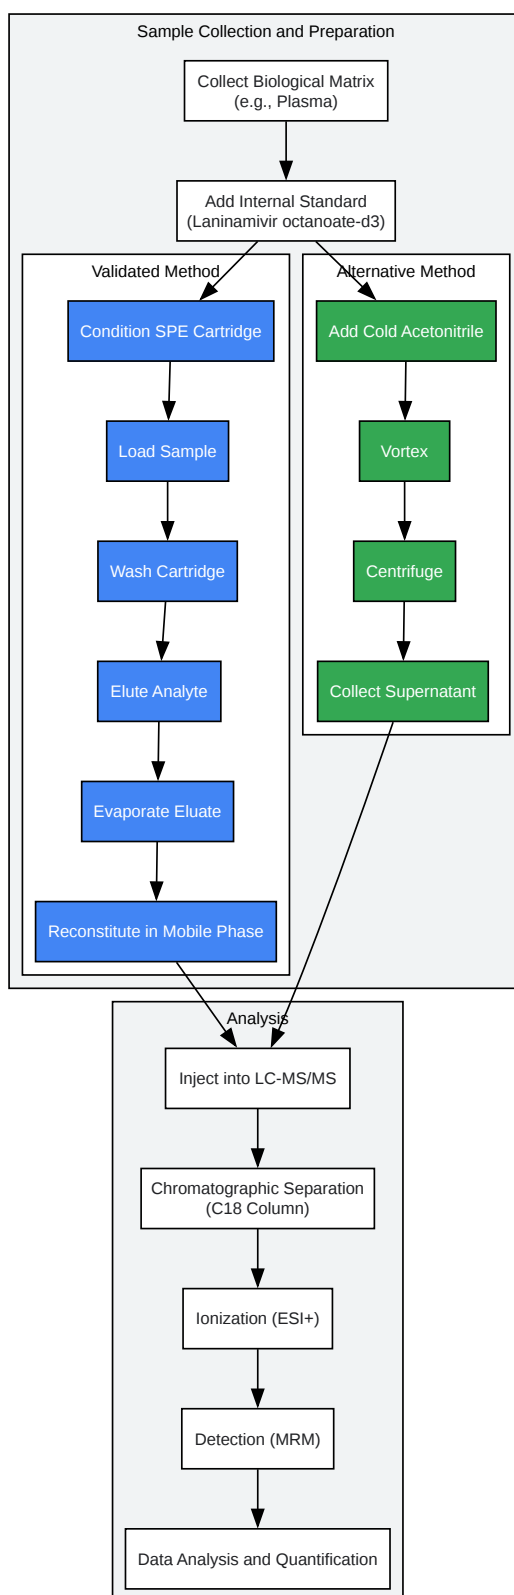 Sample Collection and Preparation
Collect Biological Matrix
(e.g., Plasma)
Add Internal Standard
(Laninamivir octanoate-d3)
Validated Method
Condition SPE Cartridge
Load Sample
Wash Cartridge
Elute Analyte
Evaporate Eluate
Reconstitute in Mobile Phase
Alternative Method
Add Cold Acetonitrile
Vortex
Centrifuge
Collect Supernatant
Analysis
Inject into LC-MS/MS
Chromatographic Separation
(C18 Column)
Ionization (ESI+)
Detection (MRM)
Data Analysis and Quantification